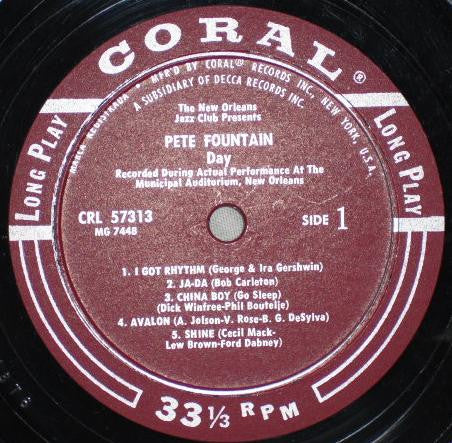 CORAL®
MARCA REGISTRADA • MFR'D BY CORAL® RECORDS INC., NEW YORK, U.S.A.
A SUBSIDIARY OF DECCA RECORDS INC.
LONG PLAY
LONG PLAY
The New Orleans
Jazz Club Presents
PETE FOUNTAIN
Day
Recorded During Actual Performance At The
Municipal Auditorium, New Orleans
CRL 57313
MG 7448
SIDE 1
1. I GOT RHYTHM (George & Ira Gershwin)
2. JA-DA (Bob Carleton)
3. CHINA BOY (Go Sleep)
(Dick Winfree-Phil Boutelje)
4. AVALON (A. Jolson-V. Rose-B. G. DeSylva)
5. SHINE (Cecil Mack-
Lew Brown-Ford Dabney)
33 1/3 RPM